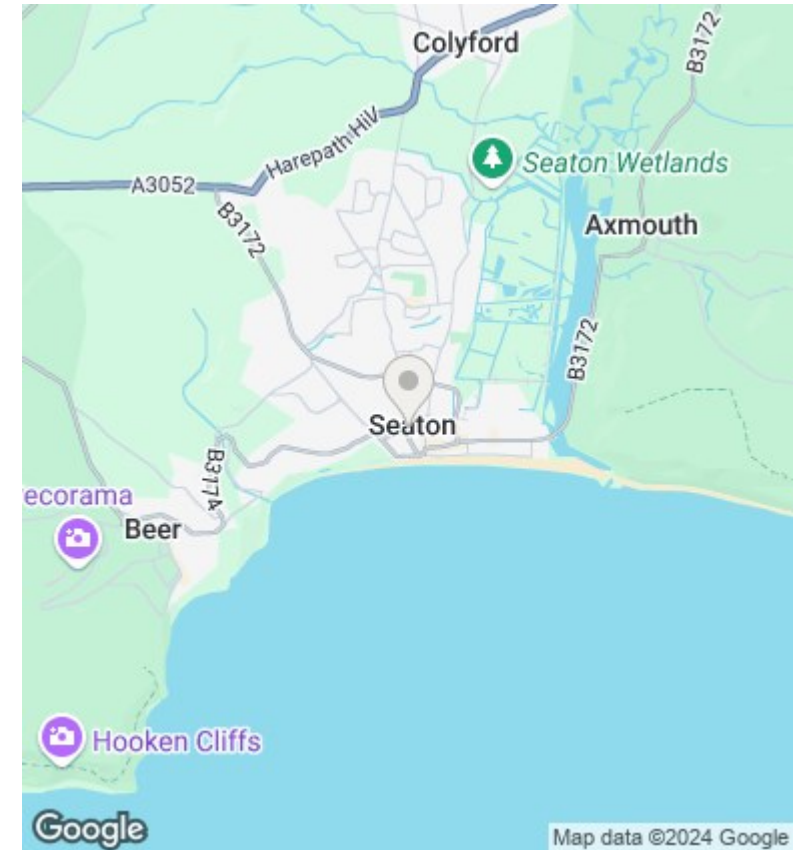 Colyford
B3172
Harepath Hill
Seaton Wetlands
A3052
B3172
Axmouth
B3172
Seaton
B3174
ecorama
Beer
Hooken Cliffs
Google
Map data ©2024 Google